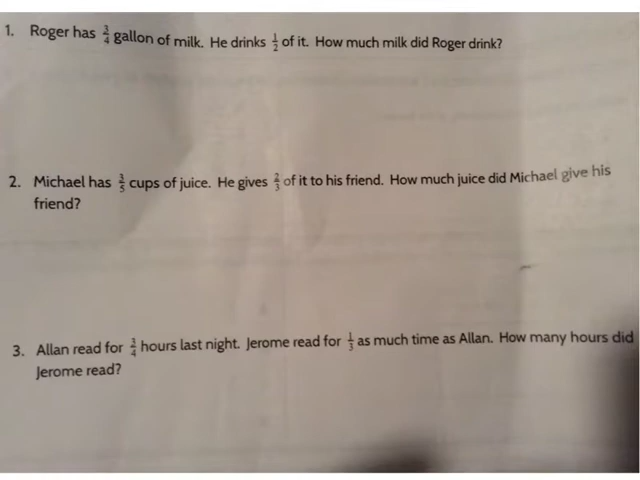 1. Roger has 3/4 gallon of milk. He drinks 1/2 of it. How much milk did Roger drink?
2. Michael has 3/5 cups of juice. He gives 2/3 of it to his friend. How much juice did Michael give his
friend?
3. Allan read for 3/4 hours last night. Jerome read for 1/3 as much time as Allan. How many hours did
Jerome read?